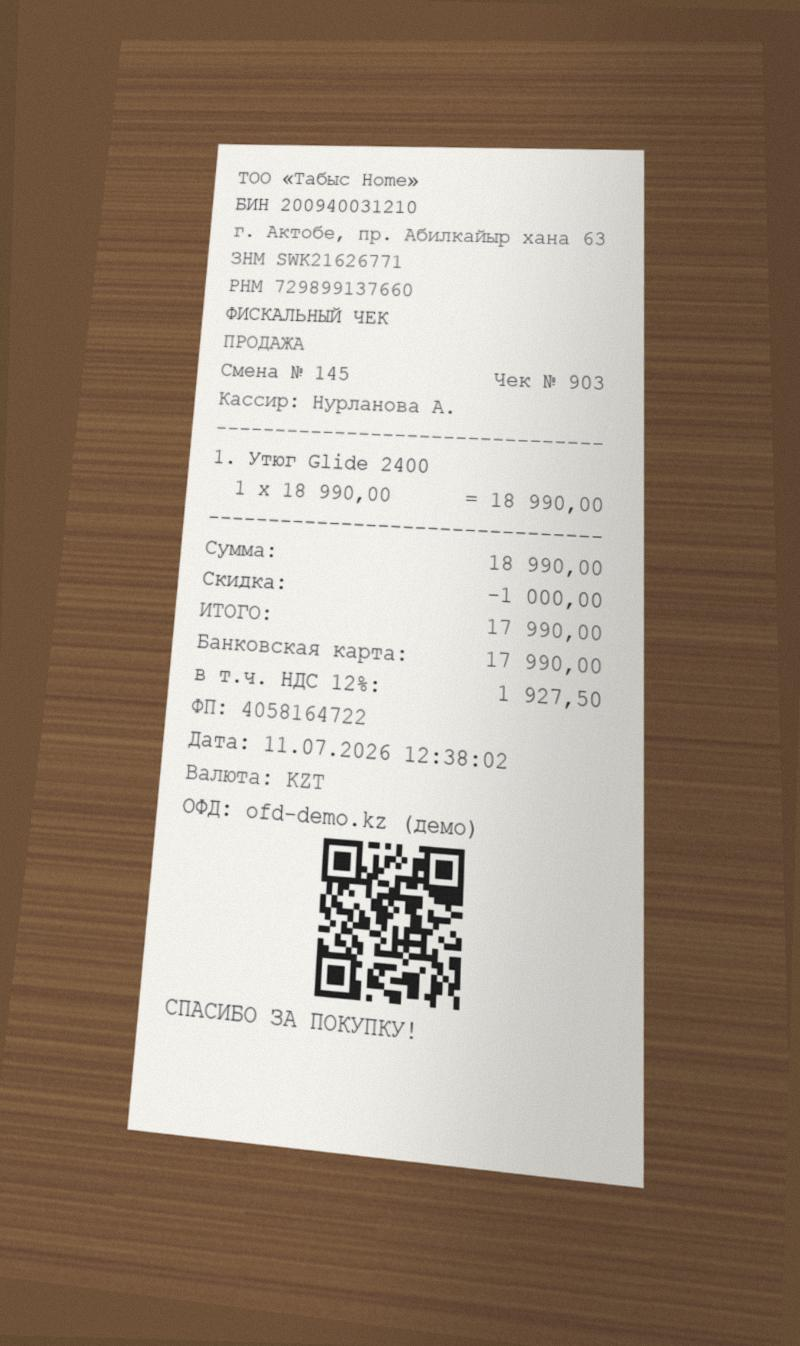 ТОО «Табыс Home»
БИН 200940031210
г. Актобе, пр. Абилкайыр хана 63
ЗНМ SWK21626771
РНМ 729899137660
ФИСКАЛЬНЫЙ ЧЕК
ПРОДАЖА
Смена № 145 Чек № 903
Кассир: Нурланова А.
--------------------------------
1. Утюг Glide 2400
1 x 18 990,00 = 18 990,00
--------------------------------
Сумма: 18 990,00
Скидка: -1 000,00
ИТОГО: 17 990,00
Банковская карта: 17 990,00
в т.ч. НДС 12%: 1 927,50
ФП: 4058164722
Дата: 11.07.2026 12:38:02
Валюта: KZT
ОФД: ofd-demo.kz (демо)
СПАСИБО ЗА ПОКУПКУ!